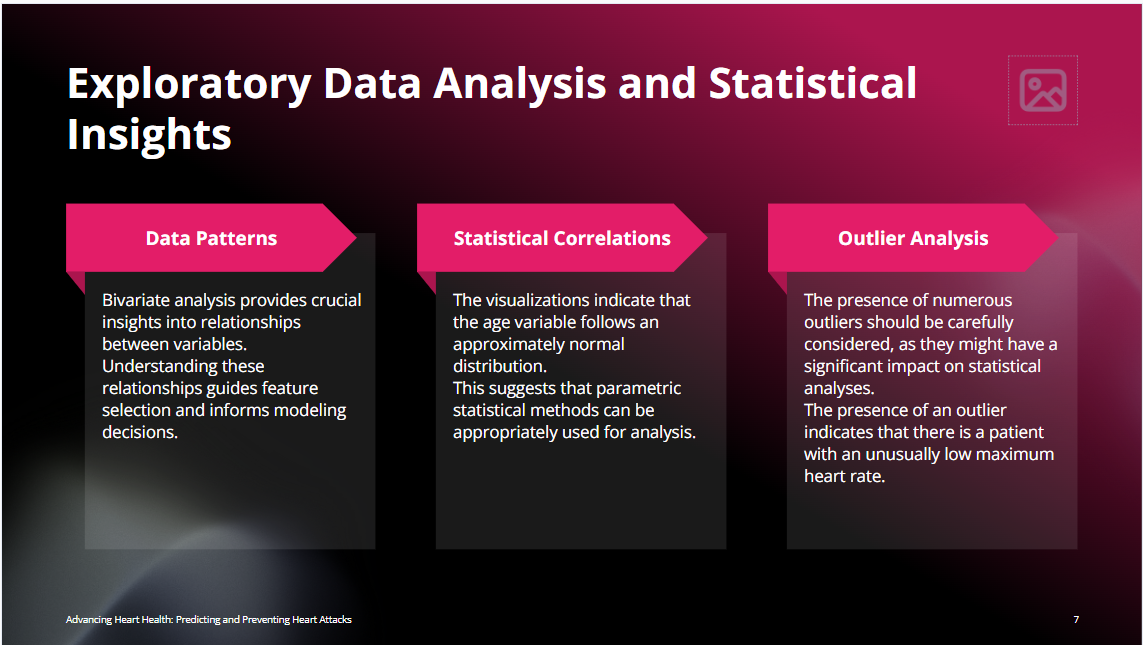 Exploratory Data Analysis and Statistical
Insights
Data Patterns
Bivariate analysis provides crucial
insights into relationships
between variables.
Understanding these
relationships guides feature
selection and informs modeling
decisions.
Statistical Correlations
The visualizations indicate that
the age variable follows an
approximately normal
distribution.
This suggests that parametric
statistical methods can be
appropriately used for analysis.
Outlier Analysis
The presence of numerous
outliers should be carefully
considered, as they might have a
significant impact on statistical
analyses.
The presence of an outlier
indicates that there is a patient
with an unusually low maximum
heart rate.
Advancing Heart Health: Predicting and Preventing Heart Attacks
7